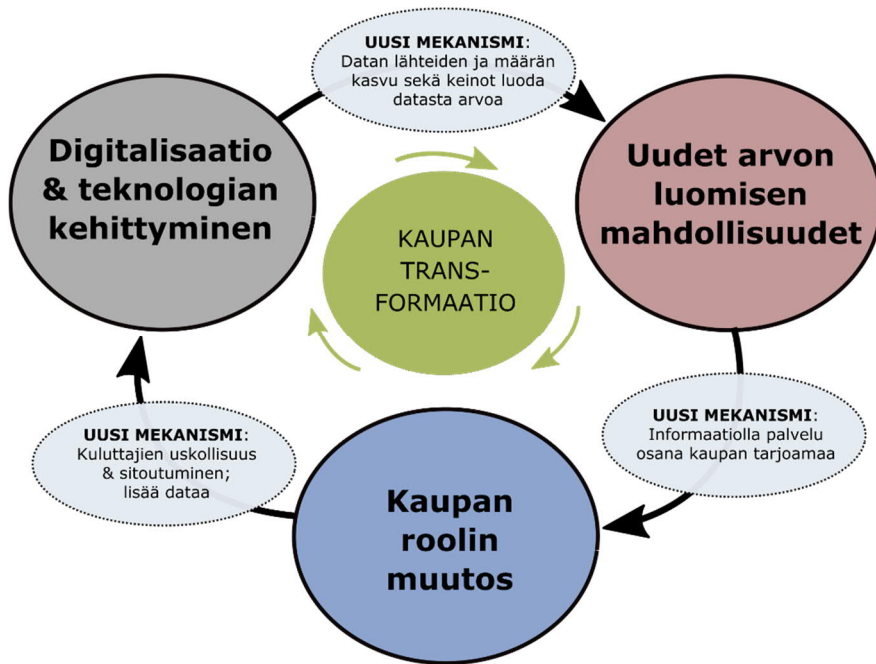 UUSI MEKANISMI:
Datan lähteiden ja määrän
kasvu sekä keinot luoda
datasta arvoa
Digitalisaatio
& teknologian
kehittyminen
Uudet arvon
luomisen
mahdollisuudet
KAUPAN
TRANS-
FORMAATIO
UUSI MEKANISMI:
Informaatiolla palvelu
osana kaupan tarjoamaa
UUSI MEKANISMI:
Kuluttajien uskollisuus
& sitoutuminen;
lisää dataa
Kaupan
roolin
muutos